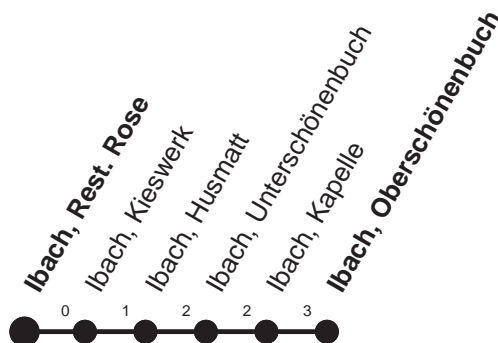 Ibach, Rest. Rose
Ibach, Kieswerk
Ibach, Husmatt
Ibach, Unterschönenbuch
Ibach, Kapelle
Ibach, Oberschönenbuch
0 1 2 2 3